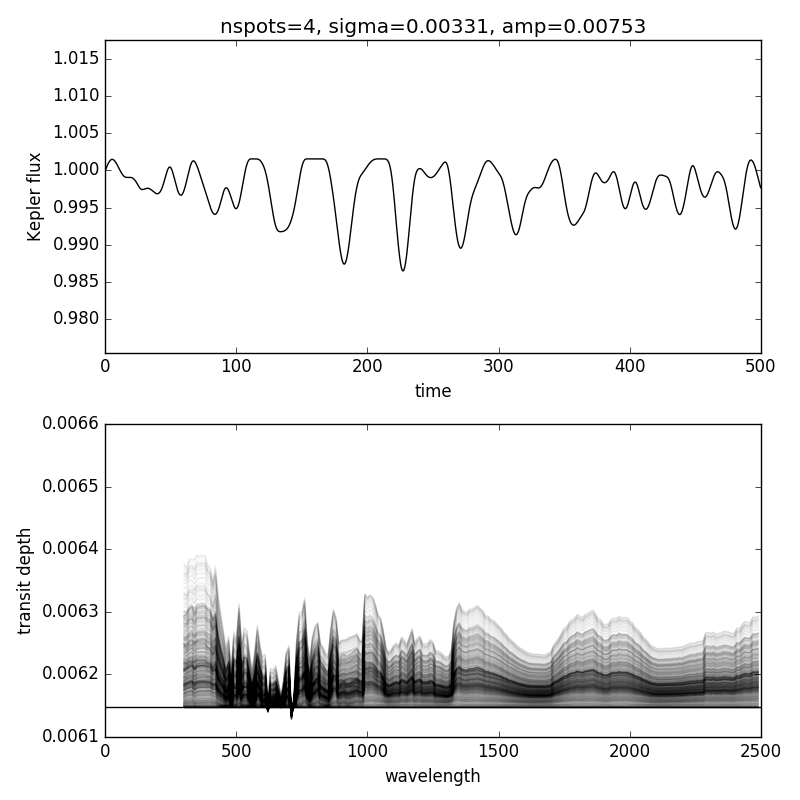 nspots=4, sigma=0.00331, amp=0.00753
1.015
1.010
1.005
1.000
0.995
0.990
0.985
0.980
Kepler flux
0 100 200 300 400 500
time
0.0066
0.0065
0.0064
0.0063
0.0062
0.0061
transit depth
0 500 1000 1500 2000 2500
wavelength